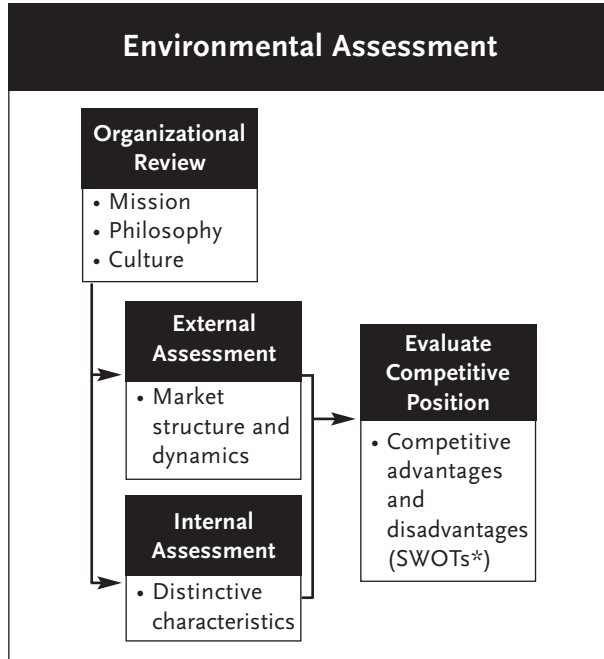 Environmental Assessment
Organizational
Review
• Mission
• Philosophy
• Culture
External
Assessment
• Market
structure and
dynamics
Internal
Assessment
• Distinctive
characteristics
Evaluate
Competitive
Position
• Competitive
advantages
and
disadvantages
(SWOTs*)